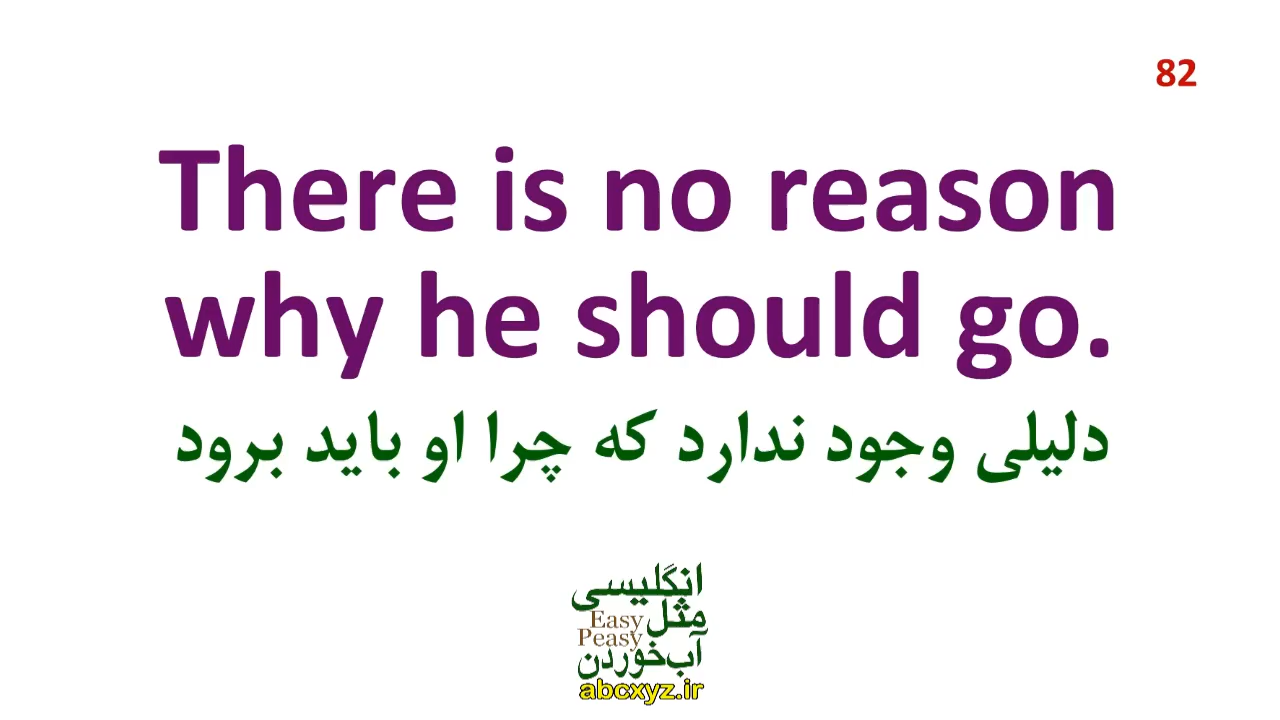 82
There is no reason
why he should go.
دلیلی وجود ندارد که چرا او باید برود
انگلیسی
مثل
Easy
Peasy
آب‌خوردن
abcxyz.ir